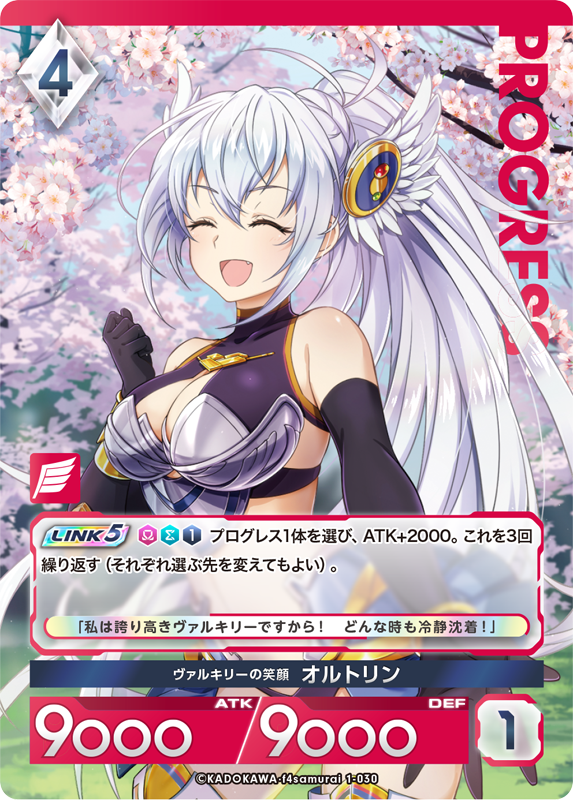 4
PROGRESS
LINK 5 Ω Σ 1 プログレス1体を選び、ATK+2000。これを3回
繰り返す（それぞれ選ぶ先を変えてもよい）。
「私は誇り高きヴァルキリーですから！　どんな時も冷静沈着！」
ヴァルキリーの笑顔 オルトリン
ATK
9000
DEF
9000
1
©KADOKAWA-f4samurai 1-030